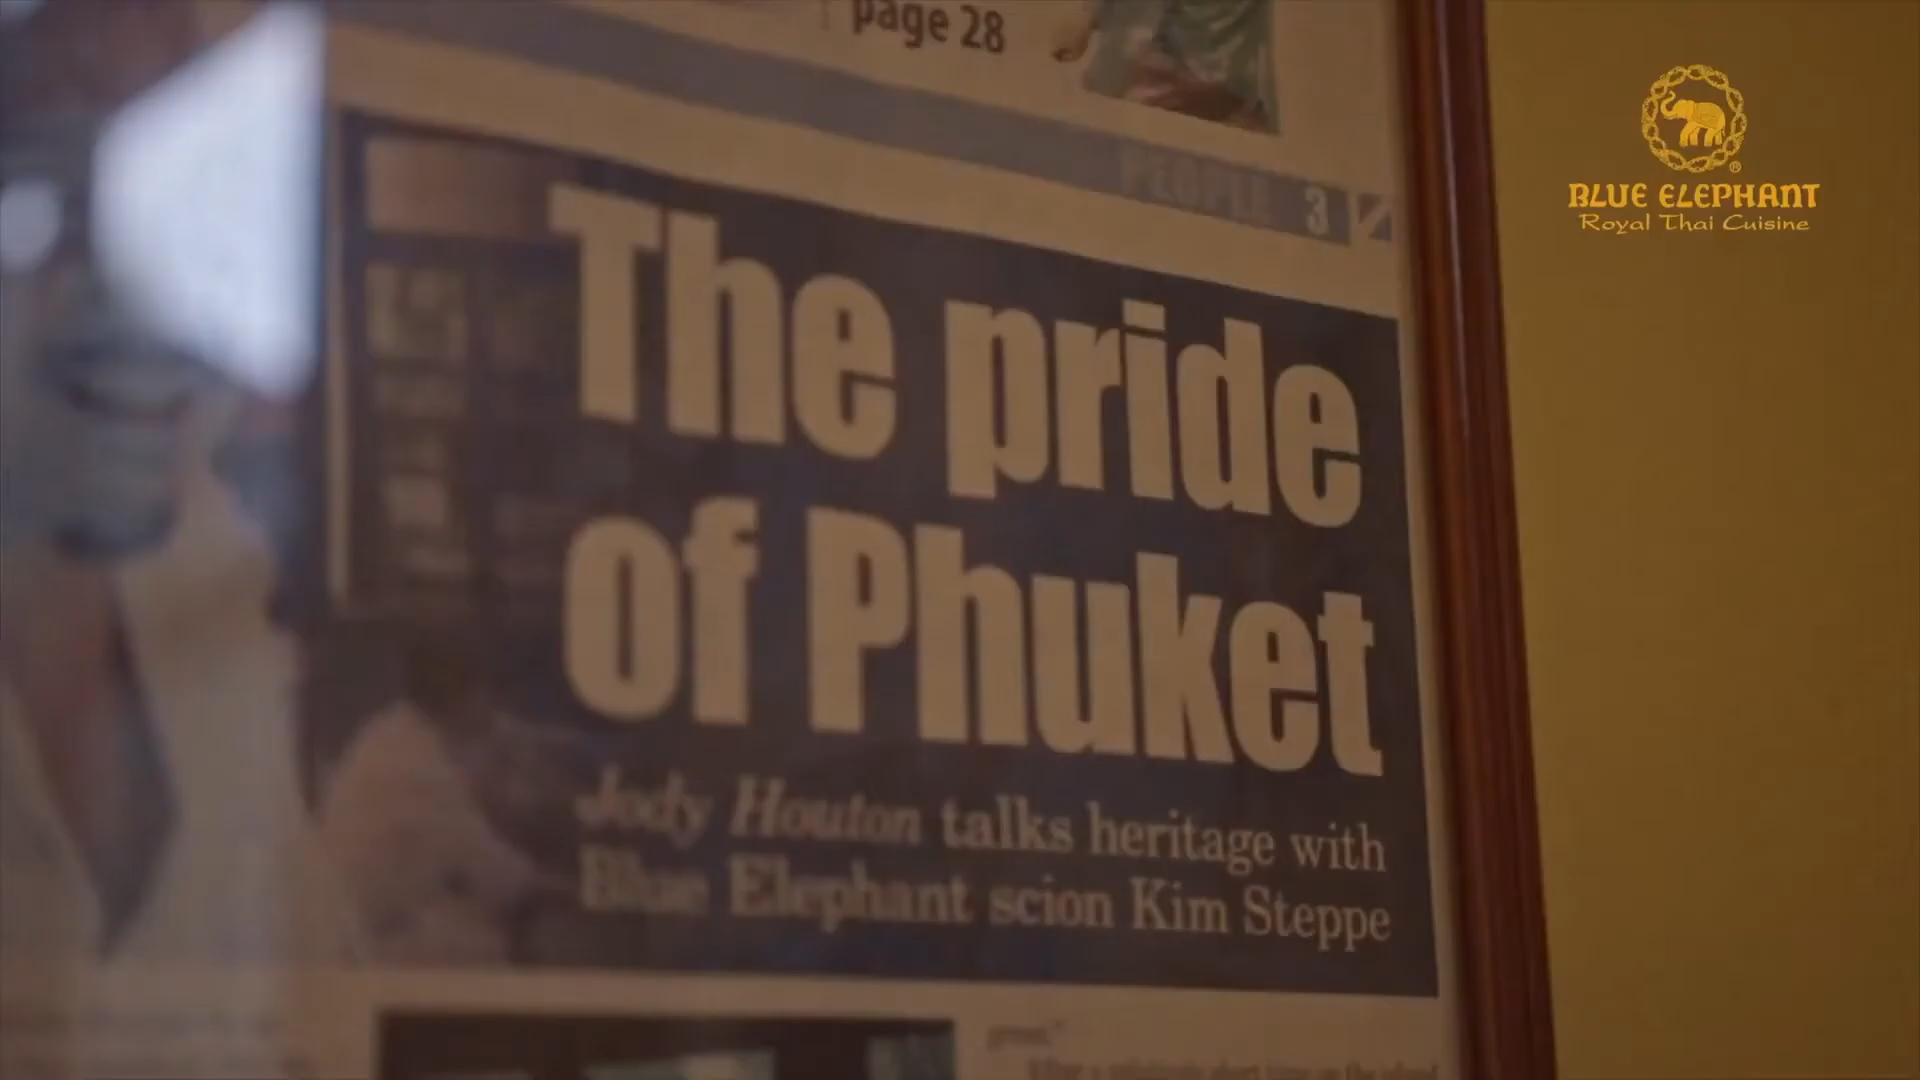 page 28
PEOPLE 3
The pride
of Phuket
Jody Houton talks heritage with
Blue Elephant scion Kim Steppe
BLUE ELEPHANT
Royal Thai Cuisine